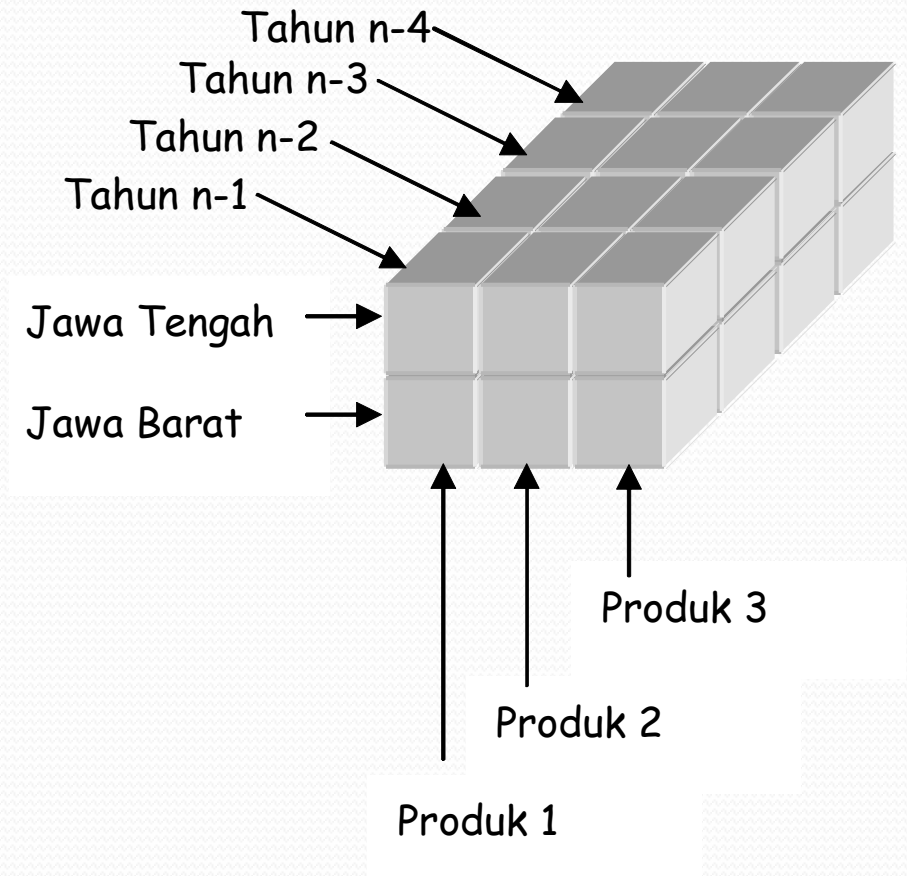 Tahun n-4
Tahun n-3
Tahun n-2
Tahun n-1
Jawa Tengah
Jawa Barat
Produk 3
Produk 2
Produk 1